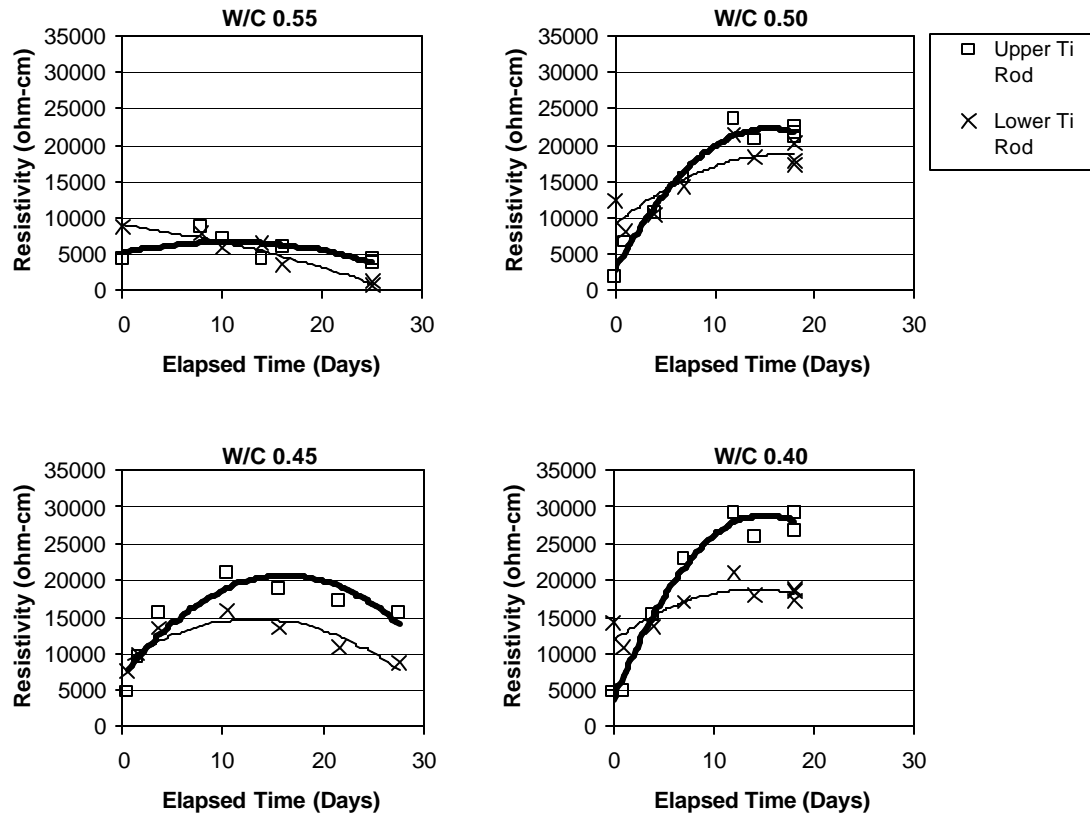 W/C 0.55
35000
30000
25000
20000
15000
10000
5000
0
Resistivity (ohm-cm)
0 10 20 30
Elapsed Time (Days)
W/C 0.50
35000
30000
25000
20000
15000
10000
5000
0
Resistivity (ohm-cm)
0 10 20 30
Elapsed Time (Days)
Upper Ti
Rod
Lower Ti
Rod
W/C 0.45
35000
30000
25000
20000
15000
10000
5000
0
Resistivity (ohm-cm)
0 10 20 30
Elapsed Time (Days)
W/C 0.40
35000
30000
25000
20000
15000
10000
5000
0
Resistivity (ohm-cm)
0 10 20 30
Elapsed Time (Days)